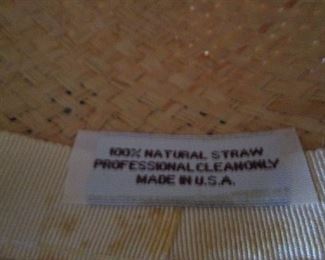 100% NATURAL STRAW
PROFESSIONAL CLEAN ONLY
MADE IN U.S.A.